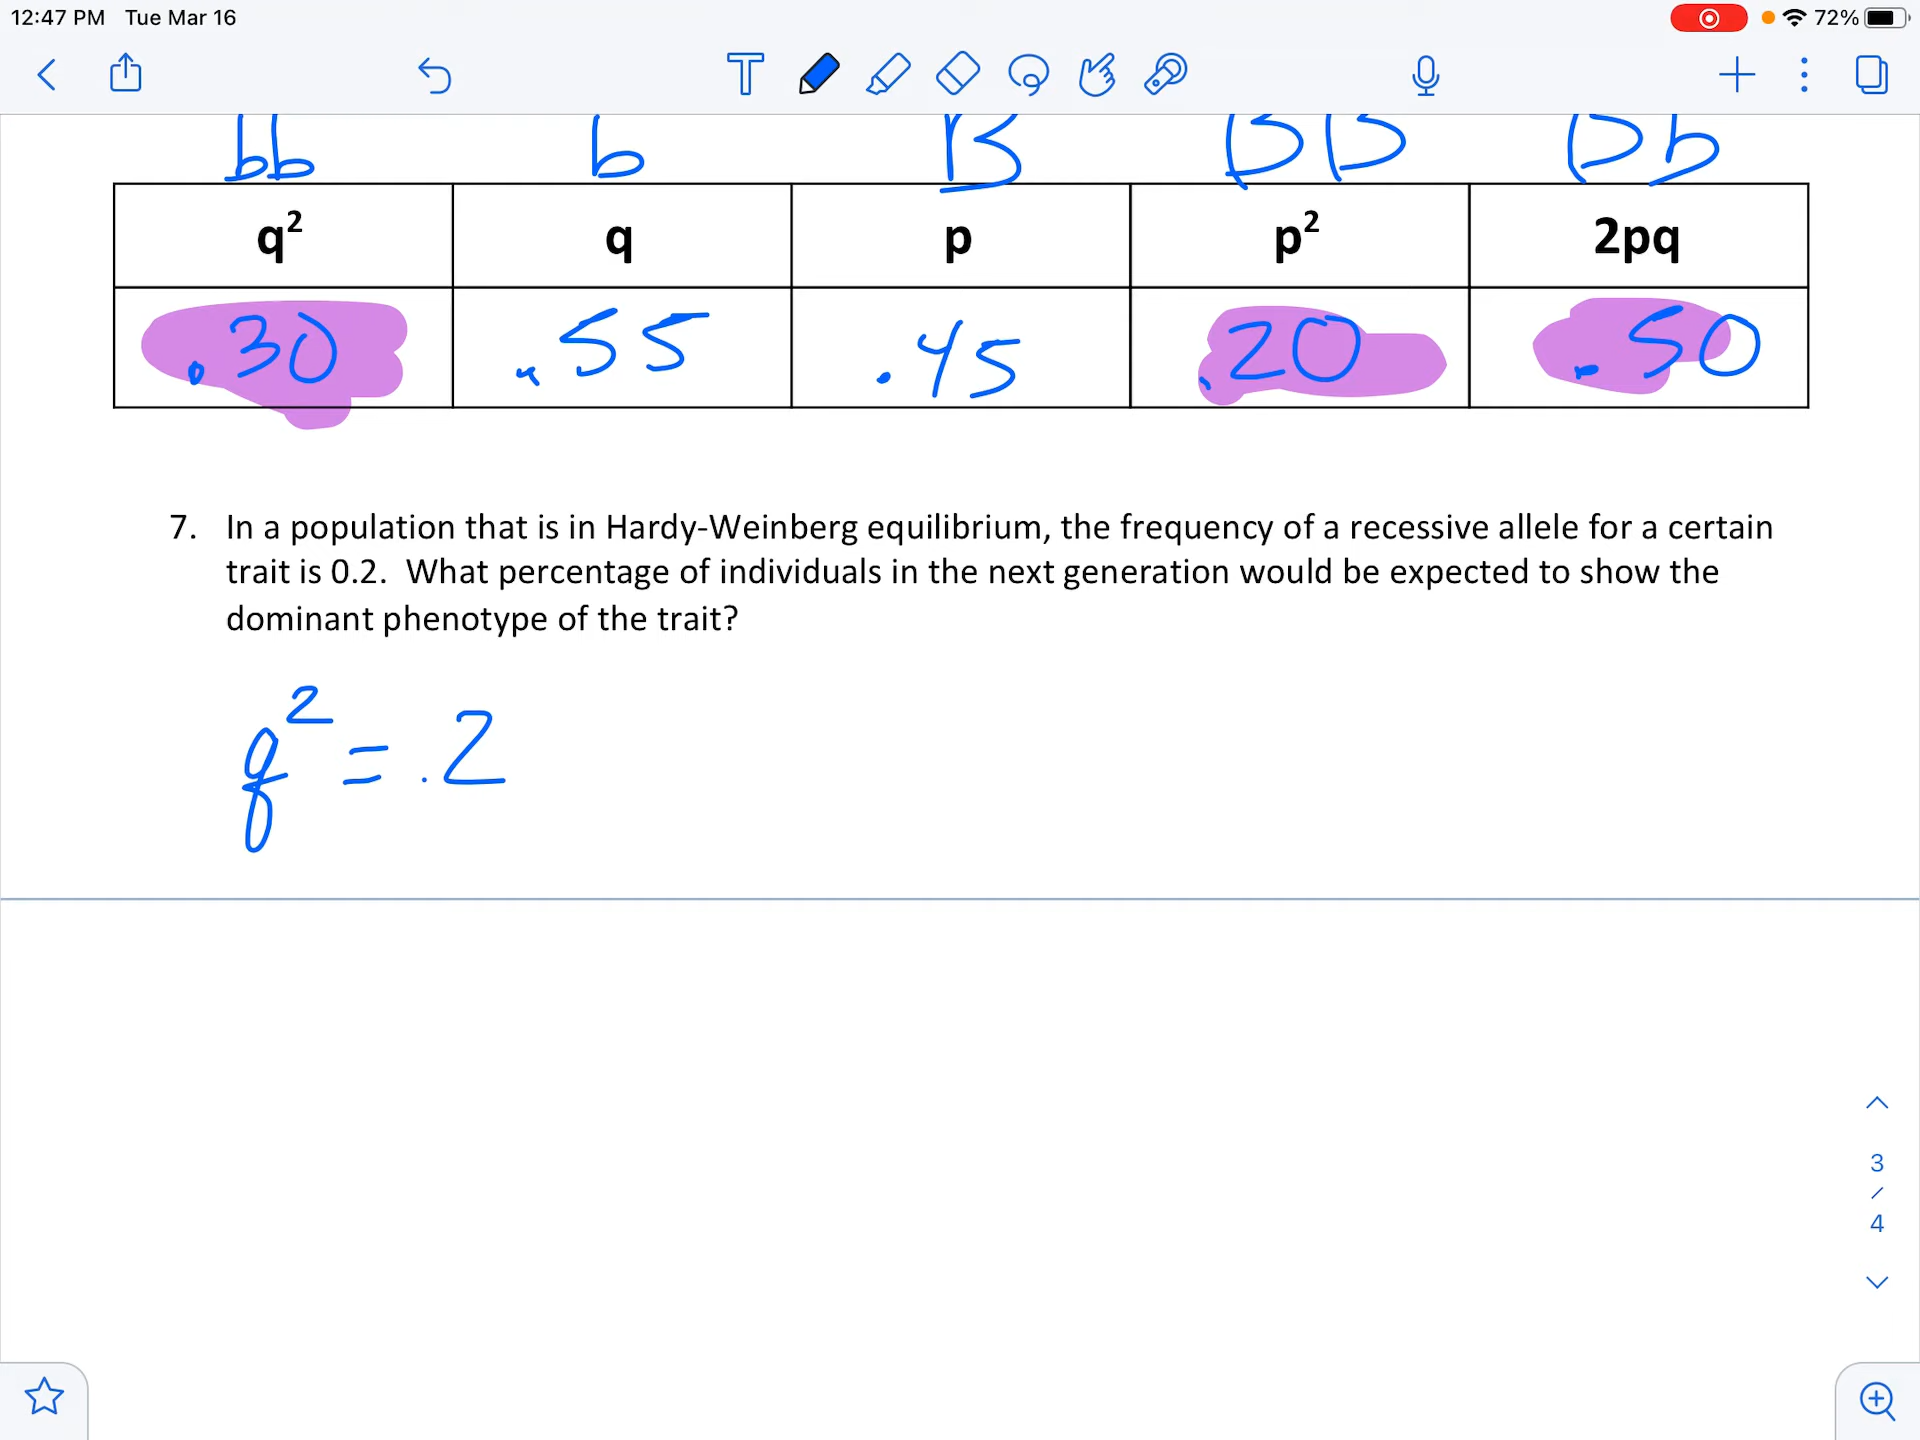 12:47 PM Tue Mar 16
72%
T
bb b B BB Bb
q² q p p² 2pq
.30 .55 .45 .20 .50
7. In a population that is in Hardy-Weinberg equilibrium, the frequency of a recessive allele for a certain
trait is 0.2. What percentage of individuals in the next generation would be expected to show the
dominant phenotype of the trait?
q² = .2
3
/
4